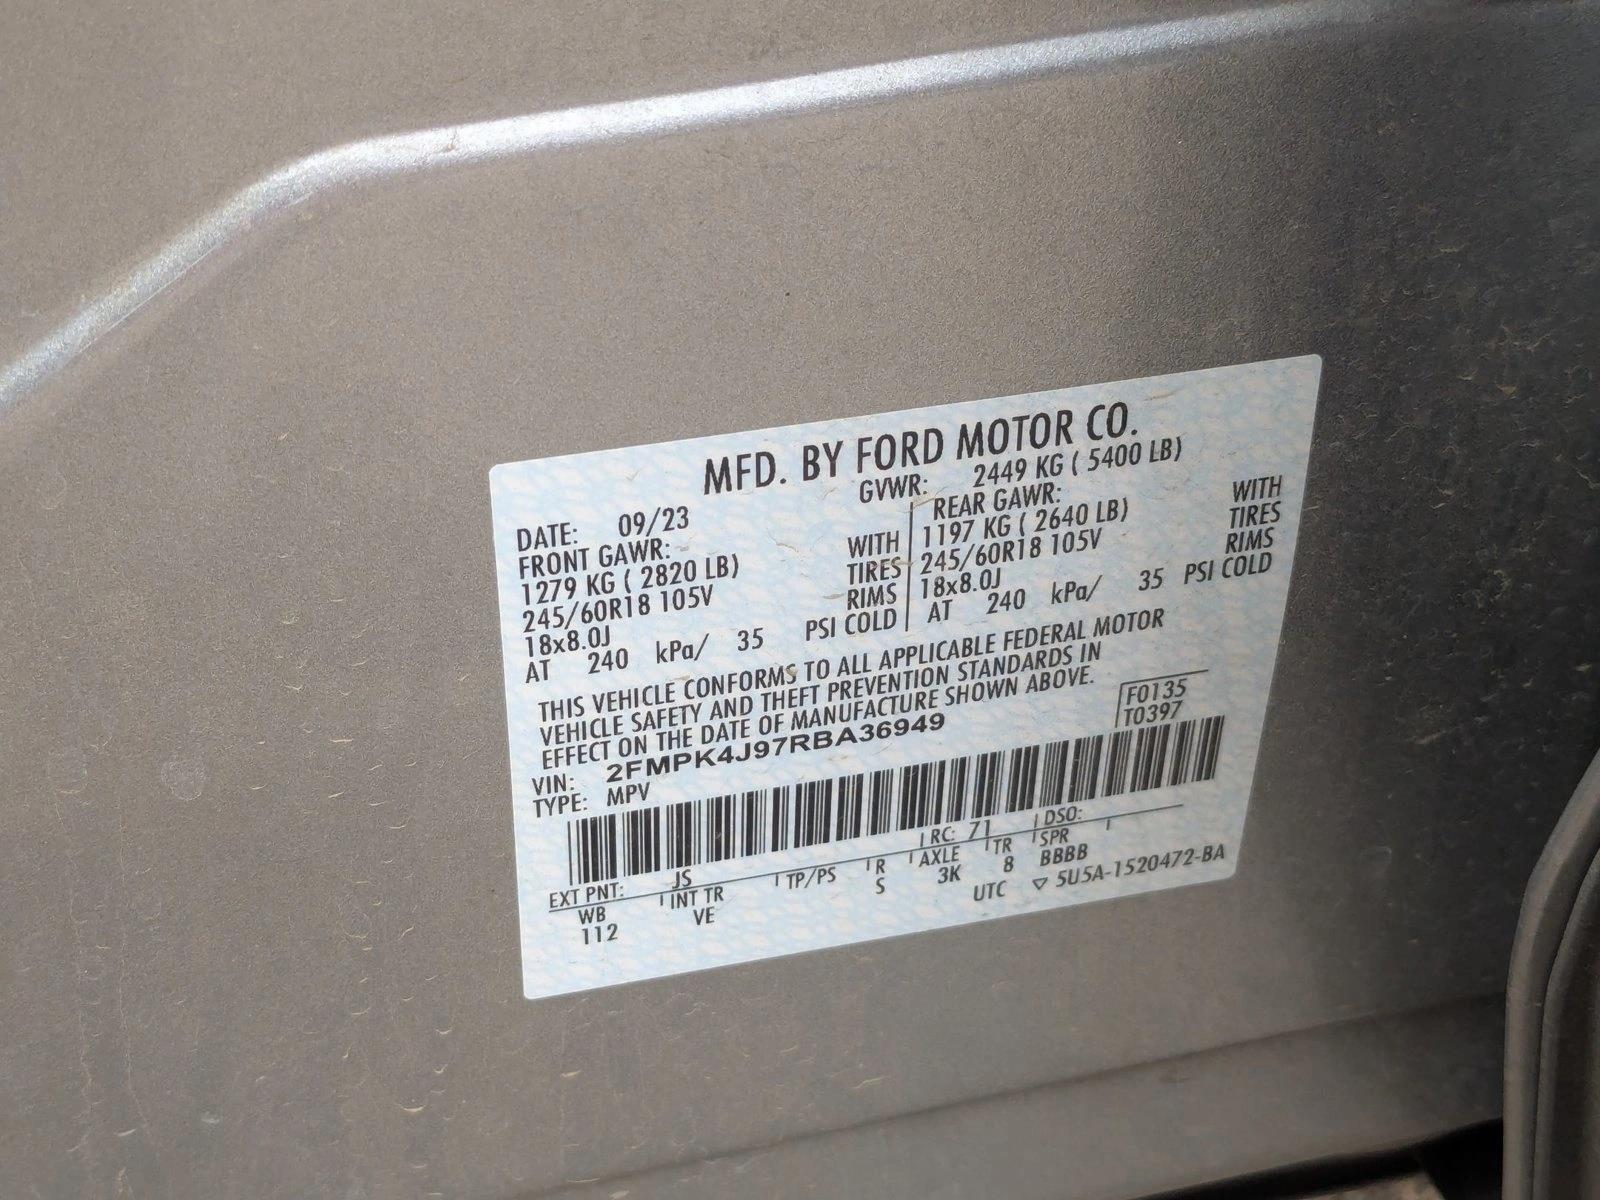 MFD. BY FORD MOTOR CO.
DATE: 09/23 GVWR: 2449 KG ( 5400 LB)
FRONT GAWR: REAR GAWR:
1279 KG ( 2820 LB) WITH 1197 KG ( 2640 LB) WITH
245/60R18 105V TIRES 245/60R18 105V TIRES
18x8.0J RIMS 18x8.0J RIMS
AT 240 kPa/ 35 PSI COLD AT 240 kPa/ 35 PSI COLD
THIS VEHICLE CONFORMS TO ALL APPLICABLE FEDERAL MOTOR
VEHICLE SAFETY AND THEFT PREVENTION STANDARDS IN
EFFECT ON THE DATE OF MANUFACTURE SHOWN ABOVE.
F0135
T0397
VIN: 2FMPK4J97RBA36949
TYPE: MPV
EXT PNT: JS RC: 71 DSO:
WB INT TR TP/PS R AXLE TR SPR
112 VE S 3K 8 BBBB
UTC ▽ 5U5A-1520472-BA